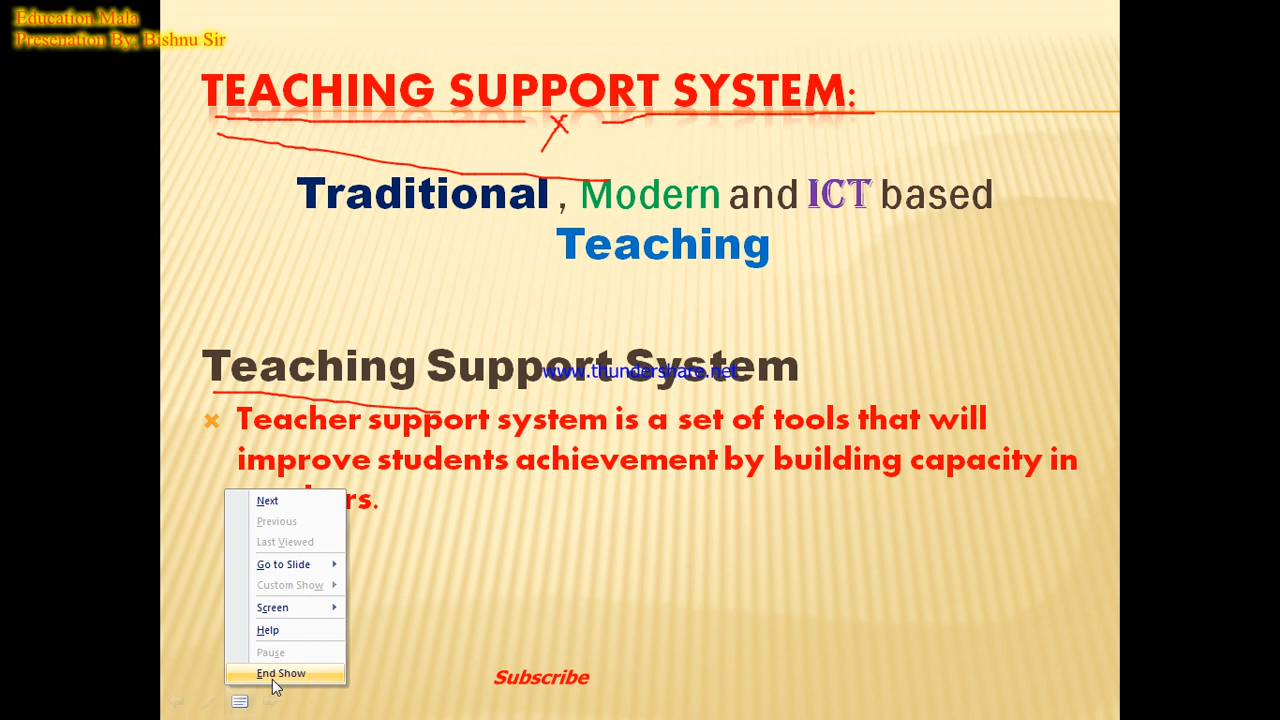 Education Mala
Presenation By; Bishnu Sir
TEACHING SUPPORT SYSTEM:
Traditional , Modern and ICT based
Teaching
Teaching Support System
www.thundershare.net
Teacher support system is a set of tools that will
improve students achievement by building capacity in
rs.
Next
Previous
Last Viewed
Go to Slide
Custom Show
Screen
Help
Pause
End Show
Subscribe